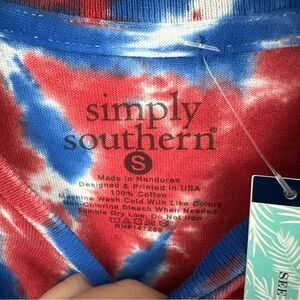 simply
southern®
S
Made in Honduras
Designed & Printed in USA
100% Cotton
Machine Wash Cold With Like Colors
Non-Chlorine Bleach When Needed
Tumble Dry Low, Do Not Iron
SEE